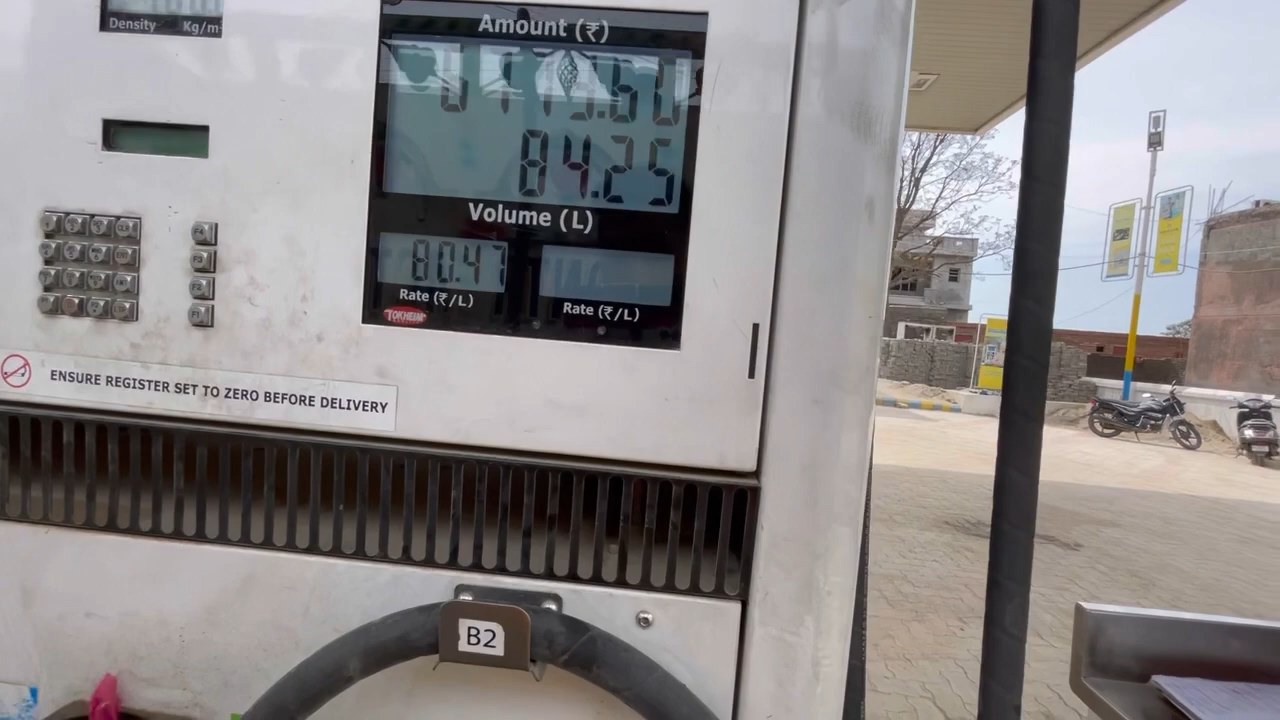 Density Kg/m³
Amount (₹)
84.25
Volume (L)
80.47
Rate (₹/L)
Rate (₹/L)
TOKHEIM
ENSURE REGISTER SET TO ZERO BEFORE DELIVERY
B2